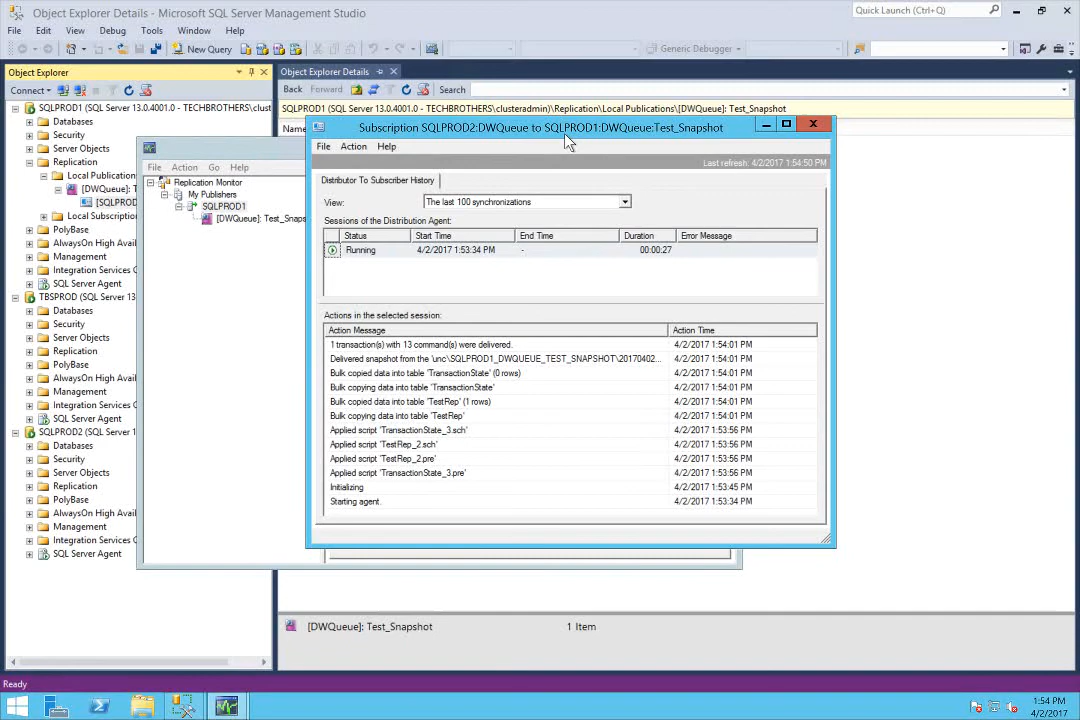 Object Explorer Details - Microsoft SQL Server Management Studio
Quick Launch (Ctrl+Q)
File Edit View Debug Tools Window Help
New Query
Generic Debugger
Object Explorer
Connect
SQLPROD1 (SQL Server 13.0.4001.0 - TECHBROTHERS\clust
Databases
Security
Server Objects
Replication
Local Publication
[DWQueue]: T
[SQLPROD
Local Subscriptio
PolyBase
AlwaysOn High Avail
Management
Integration Services C
SQL Server Agent
TBSPROD (SQL Server 13
Databases
Security
Server Objects
Replication
PolyBase
AlwaysOn High Avail
Management
Integration Services C
SQL Server Agent
SQLPROD2 (SQL Server 1
Databases
Security
Server Objects
Replication
PolyBase
AlwaysOn High Avail
Management
Integration Services C
SQL Server Agent
Object Explorer Details
Back Forward Search
SQLPROD1 (SQL Server 13.0.4001.0 - TECHBROTHERS\clusteradmin)\Replication\Local Publications\[DWQueue]: Test_Snapshot
Name
File Action Go Help
Replication Monitor
My Publishers
SQLPROD1
[DWQueue]: Test_Snaps
Subscription SQLPROD2:DWQueue to SQLPROD1:DWQueue:Test_Snapshot
File Action Help
Last refresh: 4/2/2017 1:54:50 PM
Distributor To Subscriber History
View: The last 100 synchronizations
Sessions of the Distribution Agent:
Status Start Time End Time Duration Error Message
Running 4/2/2017 1:53:34 PM - 00:00:27
Actions in the selected session:
Action Message Action Time
1 transaction(s) with 13 command(s) were delivered. 4/2/2017 1:54:01 PM
Delivered snapshot from the 'unc\SQLPROD1_DWQUEUE_TEST_SNAPSHOT\20170402... 4/2/2017 1:54:01 PM
Bulk copied data into table 'TransactionState' (0 rows) 4/2/2017 1:54:01 PM
Bulk copying data into table 'TransactionState' 4/2/2017 1:54:01 PM
Bulk copied data into table 'TestRep' (1 rows) 4/2/2017 1:54:01 PM
Bulk copying data into table 'TestRep' 4/2/2017 1:54:01 PM
Applied script 'TransactionState_3.sch' 4/2/2017 1:53:56 PM
Applied script 'TestRep_2.sch' 4/2/2017 1:53:56 PM
Applied script 'TestRep_2.pre' 4/2/2017 1:53:56 PM
Applied script 'TransactionState_3.pre' 4/2/2017 1:53:56 PM
Initializing 4/2/2017 1:53:45 PM
Starting agent. 4/2/2017 1:53:34 PM
[DWQueue]: Test_Snapshot 1 Item
Ready
1:54 PM
4/2/2017